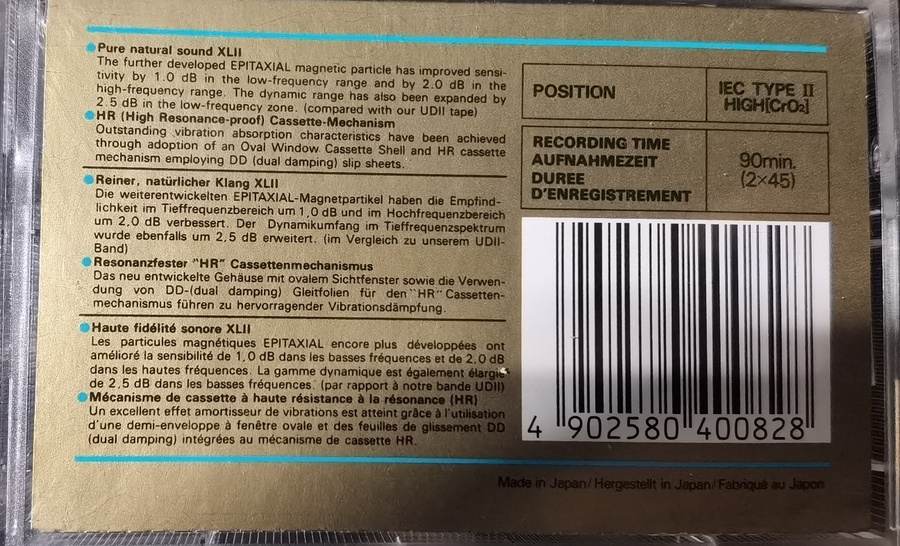 Pure natural sound XLII
The further developed EPITAXIAL magnetic particle has improved sensi-
tivity by 1.0 dB in the low-frequency range and by 2.0 dB in the
high-frequency range. The dynamic range has also been expanded by
2.5 dB in the low-frequency zone. (compared with our UDII tape)
HR (High Resonance-proof) Cassette-Mechanism
Outstanding vibration absorption characteristics have been achieved
through adoption of an Oval Window Cassette Shell and HR cassette
mechanism employing DD (dual damping) slip sheets.
Reiner, natürlicher Klang XLII
Die weiterentwickelten EPITAXIAL-Magnetpartikel haben die Empfind-
lichkeit im Tieffrequenzbereich um 1,0 dB und im Hochfrequenzbereich
um 2,0 dB verbessert. Der Dynamikumfang im Tieffrequenzspektrum
wurde ebenfalls um 2,5 dB erweitert. (im Vergleich zu unserem UDII-
Band)
Resonanzfester "HR" Cassettenmechanismus
Das neu entwickelte Gehäuse mit ovalem Sichtfenster sowie die Verwen-
dung von DD-(dual damping) Gleitfolien für den "HR" Cassetten-
mechanismus führen zu hervorragender Vibrationsdämpfung.
Haute fidélité sonore XLII
Les particules magnétiques EPITAXIAL encore plus développées ont
amélioré la sensibilité de 1,0 dB dans les basses fréquences et de 2,0 dB
dans les hautes fréquences. La gamme dynamique est également élargie
de 2,5 dB dans les basses fréquences. (par rapport à notre bande UDII)
Mécanisme de cassette à haute résistance à la résonance (HR)
Un excellent effet amortisseur de vibrations est atteint grâce à l'utilisation
d'une demi-enveloppe à fenêtre ovale et des feuilles de glissement DD
(dual damping) intégrées au mécanisme de cassette HR.
POSITION
IEC TYPE II
HIGH[CrO₂]
RECORDING TIME
AUFNAHMEZEIT
DUREE
D'ENREGISTREMENT
90min.
(2×45)
4 902580 400828
Made in Japan/Hergestellt in Japan/Fabriqué au Japon